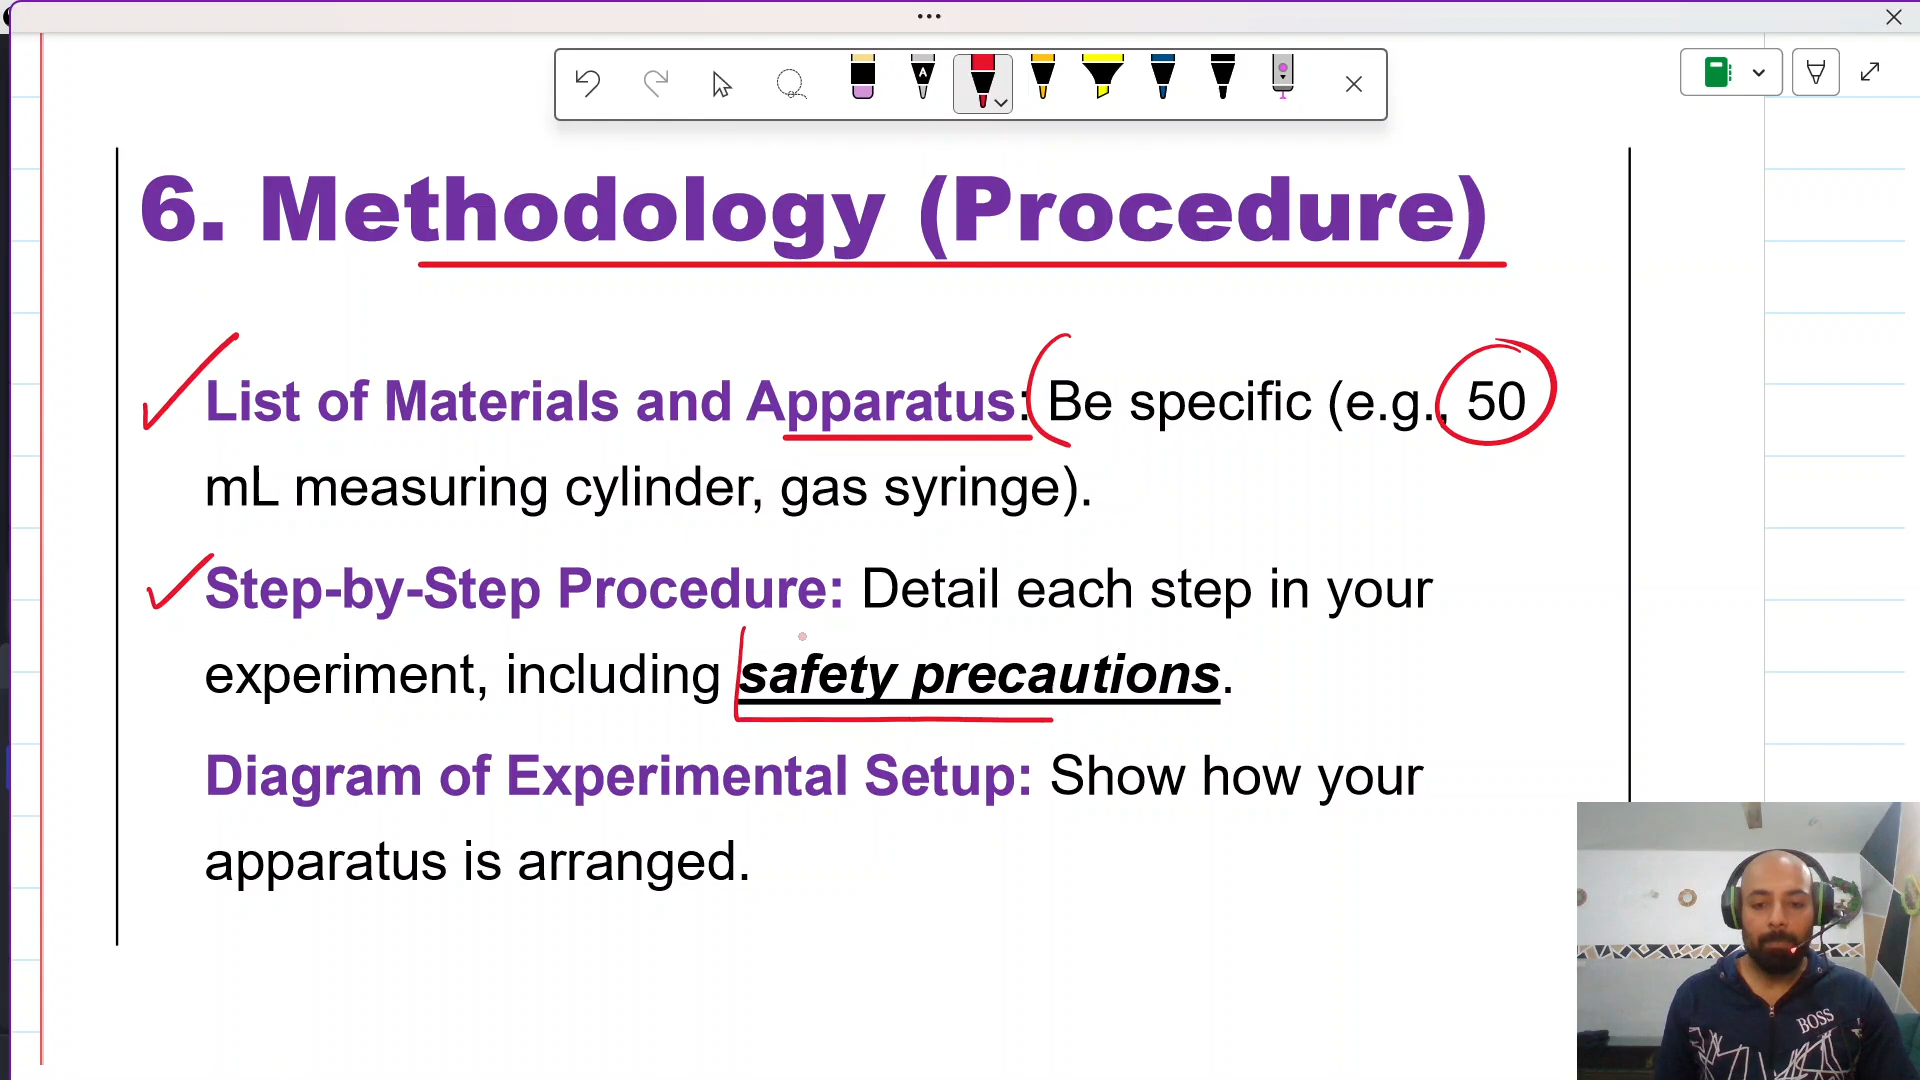 A
6. Methodology (Procedure)
List of Materials and Apparatus: Be specific (e.g., 50
mL measuring cylinder, gas syringe).
Step-by-Step Procedure: Detail each step in your
experiment, including safety precautions.
Diagram of Experimental Setup: Show how your
apparatus is arranged.
BOSS